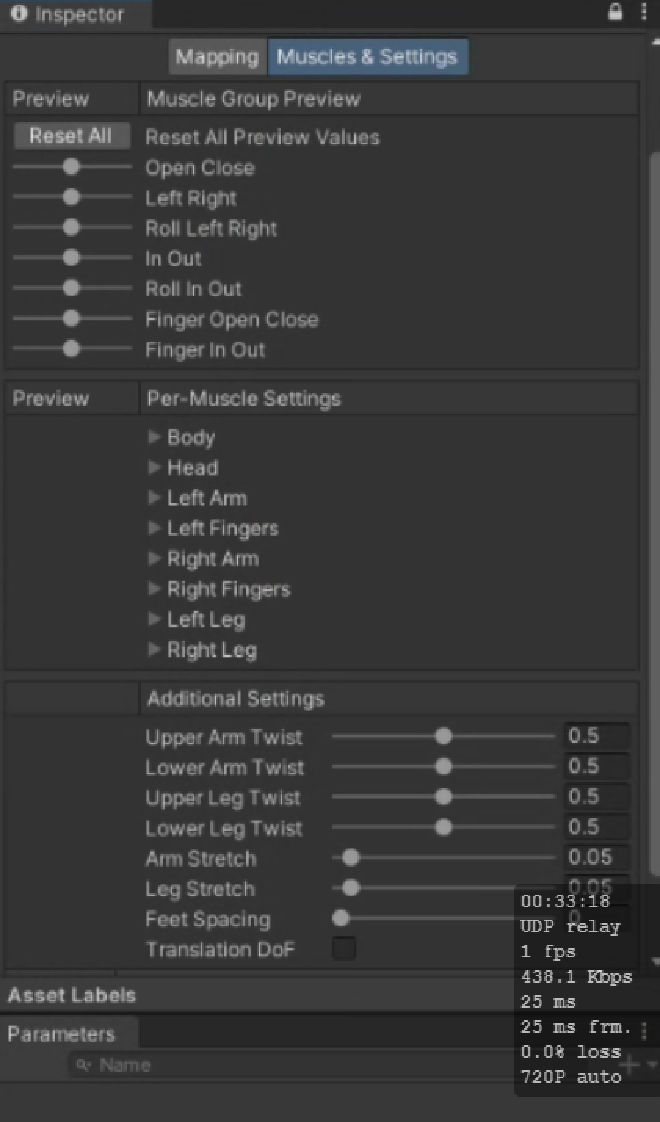 Inspector
Mapping Muscles & Settings
Preview Muscle Group Preview
Reset All Reset All Preview Values
Open Close
Left Right
Roll Left Right
In Out
Roll In Out
Finger Open Close
Finger In Out
Preview Per-Muscle Settings
Body
Head
Left Arm
Left Fingers
Right Arm
Right Fingers
Left Leg
Right Leg
Additional Settings
Upper Arm Twist 0.5
Lower Arm Twist 0.5
Upper Leg Twist 0.5
Lower Leg Twist 0.5
Arm Stretch 0.05
Leg Stretch 0.05
Feet Spacing 0
Translation DoF
Asset Labels
Parameters
Name
00:33:18
UDP relay
1 fps
438.1 Kbps
25 ms
25 ms frm.
0.0% loss
720P auto